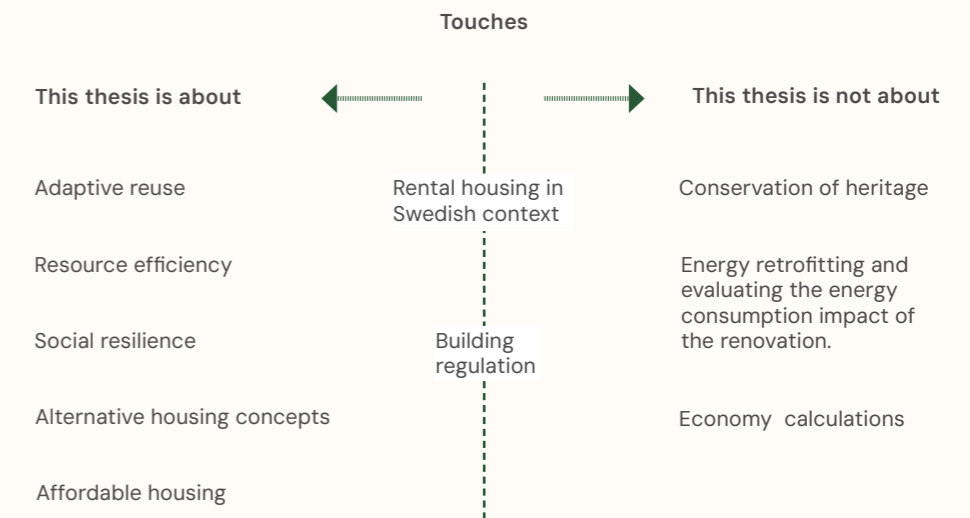 Touches
This thesis is about
This thesis is not about
Adaptive reuse
Rental housing in
Swedish context
Conservation of heritage
Resource efficiency
Energy retrofitting and
evaluating the energy
consumption impact of
the renovation.
Social resilience
Building
regulation
Alternative housing concepts
Economy  calculations
Affordable housing